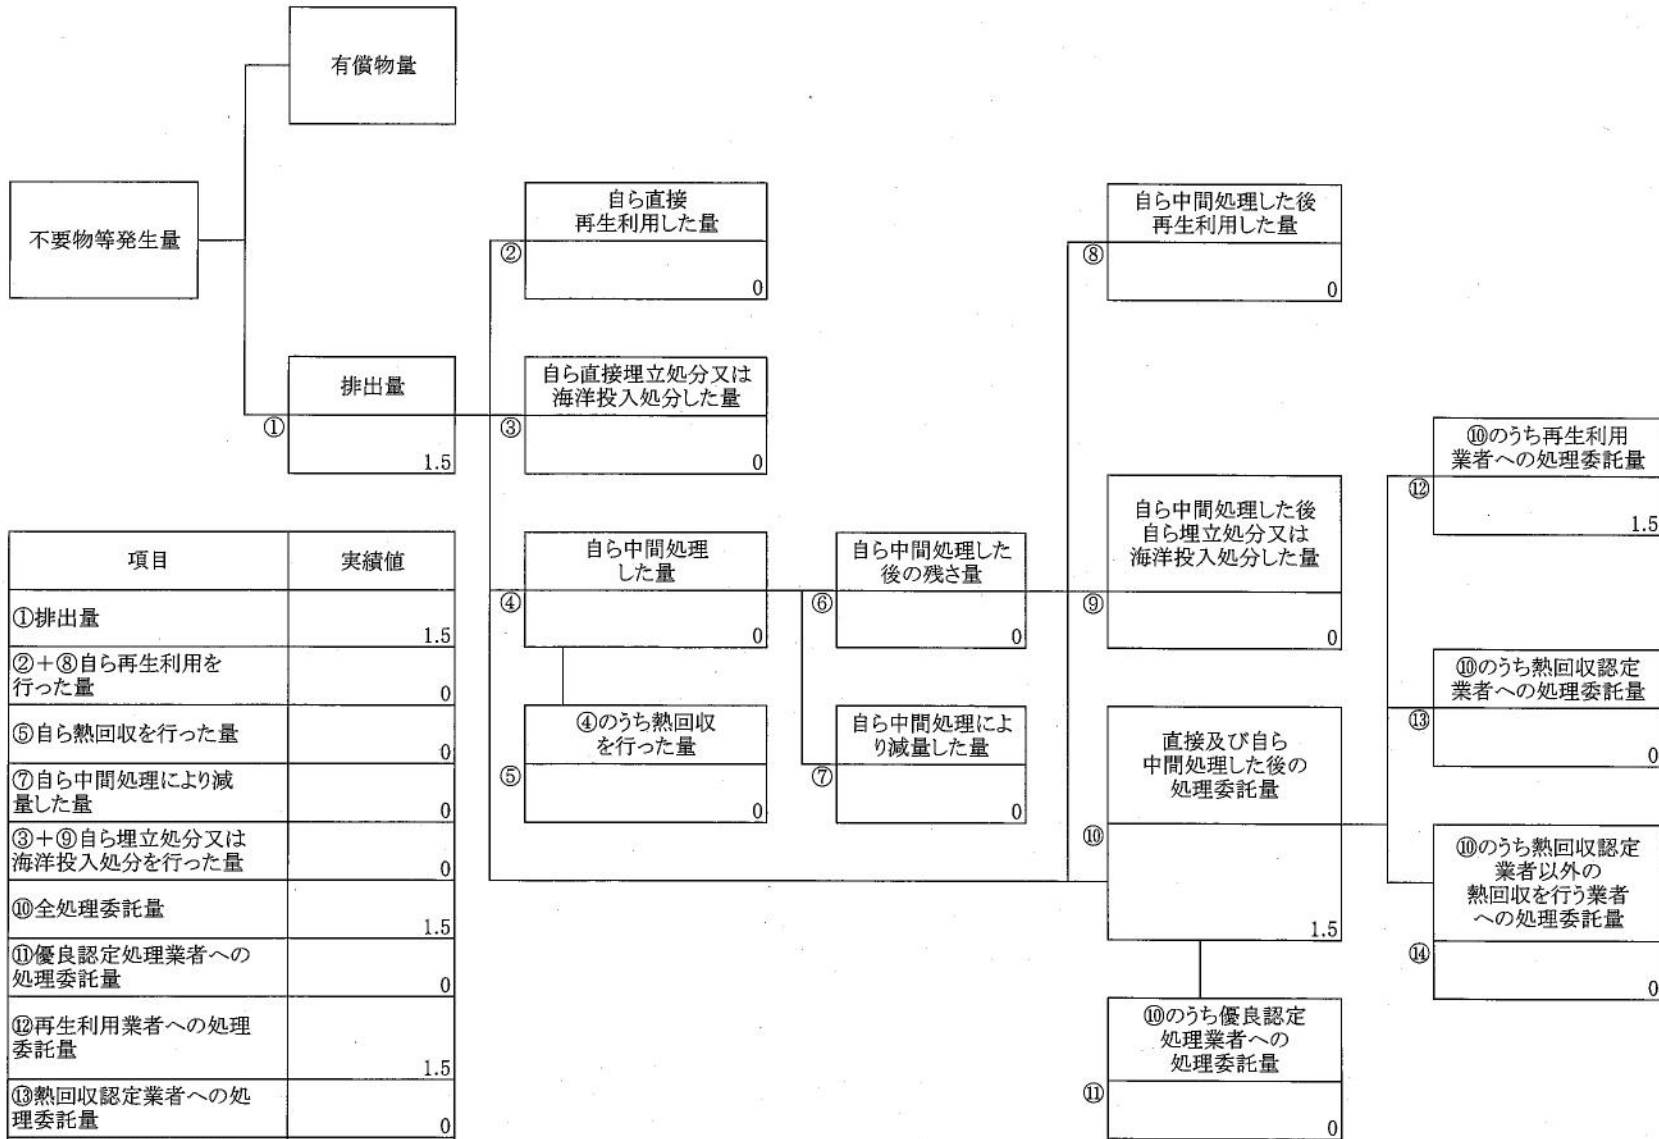 有償物量
不要物等発生量
排出量
①
1.5
自ら直接
再生利用した量
②
0
自ら直接埋立処分又は
海洋投入処分した量
③
0
自ら中間処理
した量
④
0
④のうち熱回収
を行った量
⑤
0
自ら中間処理した
後の残さ量
⑥
0
自ら中間処理によ
り減量した量
⑦
0
自ら中間処理した後
再生利用した量
⑧
0
自ら中間処理した後
自ら埋立処分又は
海洋投入処分した量
⑨
0
直接及び自ら
中間処理した後の
処理委託量
⑩
1.5
⑩のうち優良認定
処理業者への
処理委託量
⑪
0
⑩のうち再生利用
業者への処理委託量
⑫
1.5
⑩のうち熱回収認定
業者への処理委託量
⑬
0
⑩のうち熱回収認定
業者以外の
熱回収を行う業者
への処理委託量
⑭
0
項目 実績値
①排出量
1.5
②＋⑧自ら再生利用を
行った量 0
⑤自ら熱回収を行った量
0
⑦自ら中間処理により減
量した量 0
③＋⑨自ら埋立処分又は
海洋投入処分を行った量 0
⑩全処理委託量
1.5
⑪優良認定処理業者への
処理委託量 0
⑫再生利用業者への処理
委託量
1.5
⑬熱回収認定業者への処
理委託量 0